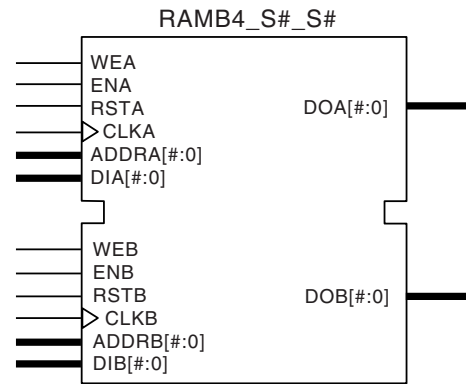 RAMB4_S#_S#
WEA
ENA
RSTA
CLKA
ADDRA[#:0]
DIA[#:0]
DOA[#:0]
WEB
ENB
RSTB
CLKB
ADDRB[#:0]
DIB[#:0]
DOB[#:0]